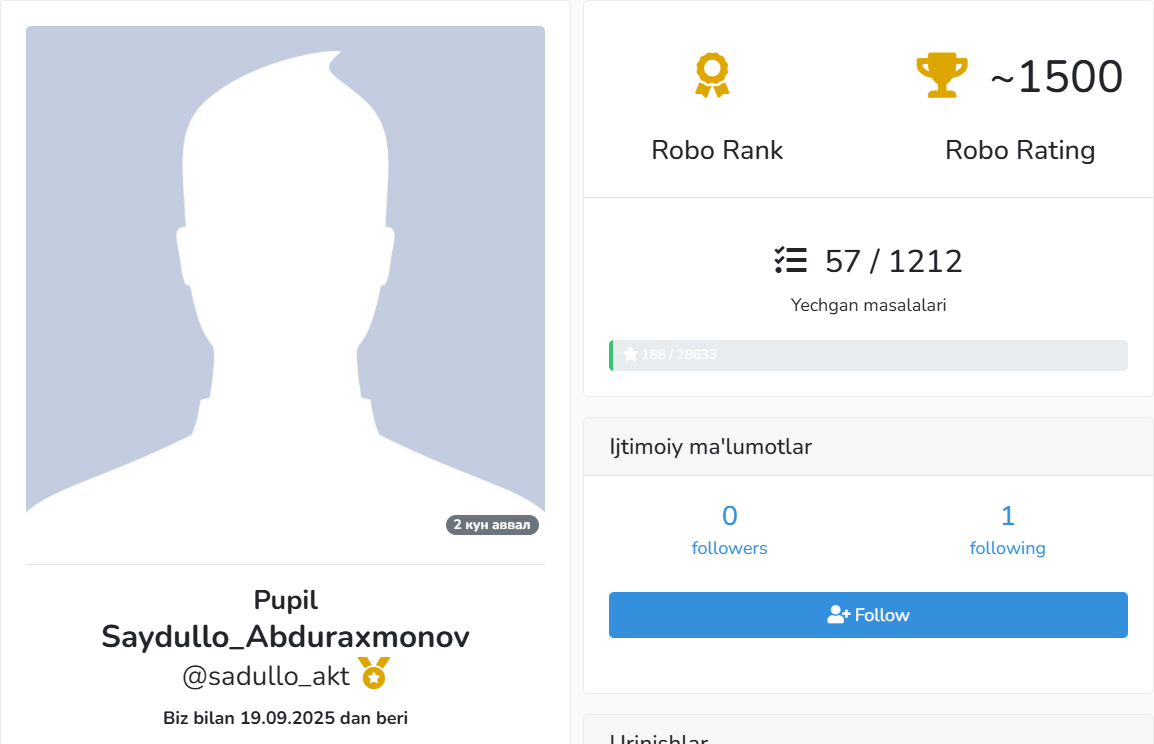 2 кун аввал
Pupil
Saydullo_Abduraxmonov
@sadullo_akt
Biz bilan 19.09.2025 dan beri
~1500
Robo Rank
Robo Rating
57 / 1212
Yechgan masalalari
188 / 28633
Ijtimoiy ma'lumotlar
0
followers
1
following
Follow
Urinishlar